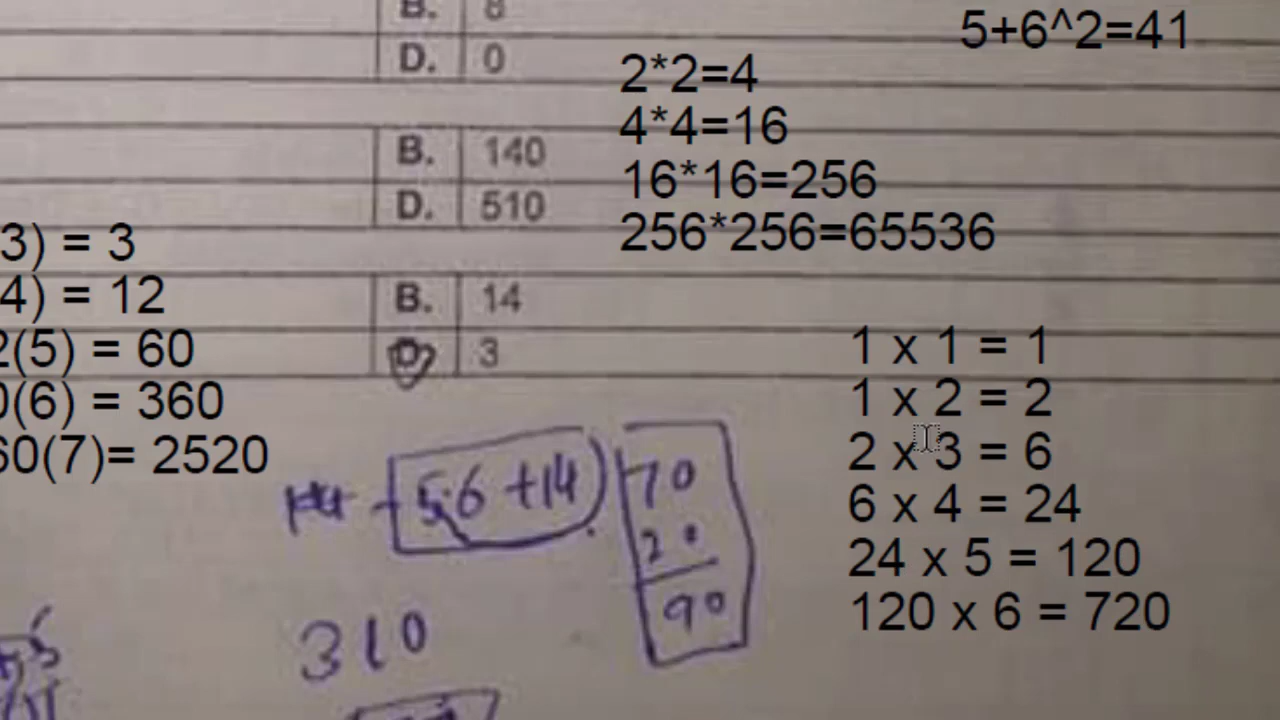 B. 8
D. 0
5+6^2=41
2*2=4
4*4=16
16*16=256
256*256=65536
B. 140
D. 510
3) = 3
4) = 12
2(5) = 60
0(6) = 360
60(7)= 2520
B. 14
D. 3
1 x 1 = 1
1 x 2 = 2
2 x 3 = 6
6 x 4 = 24
24 x 5 = 120
120 x 6 = 720
56 +14)
70
20
90
310